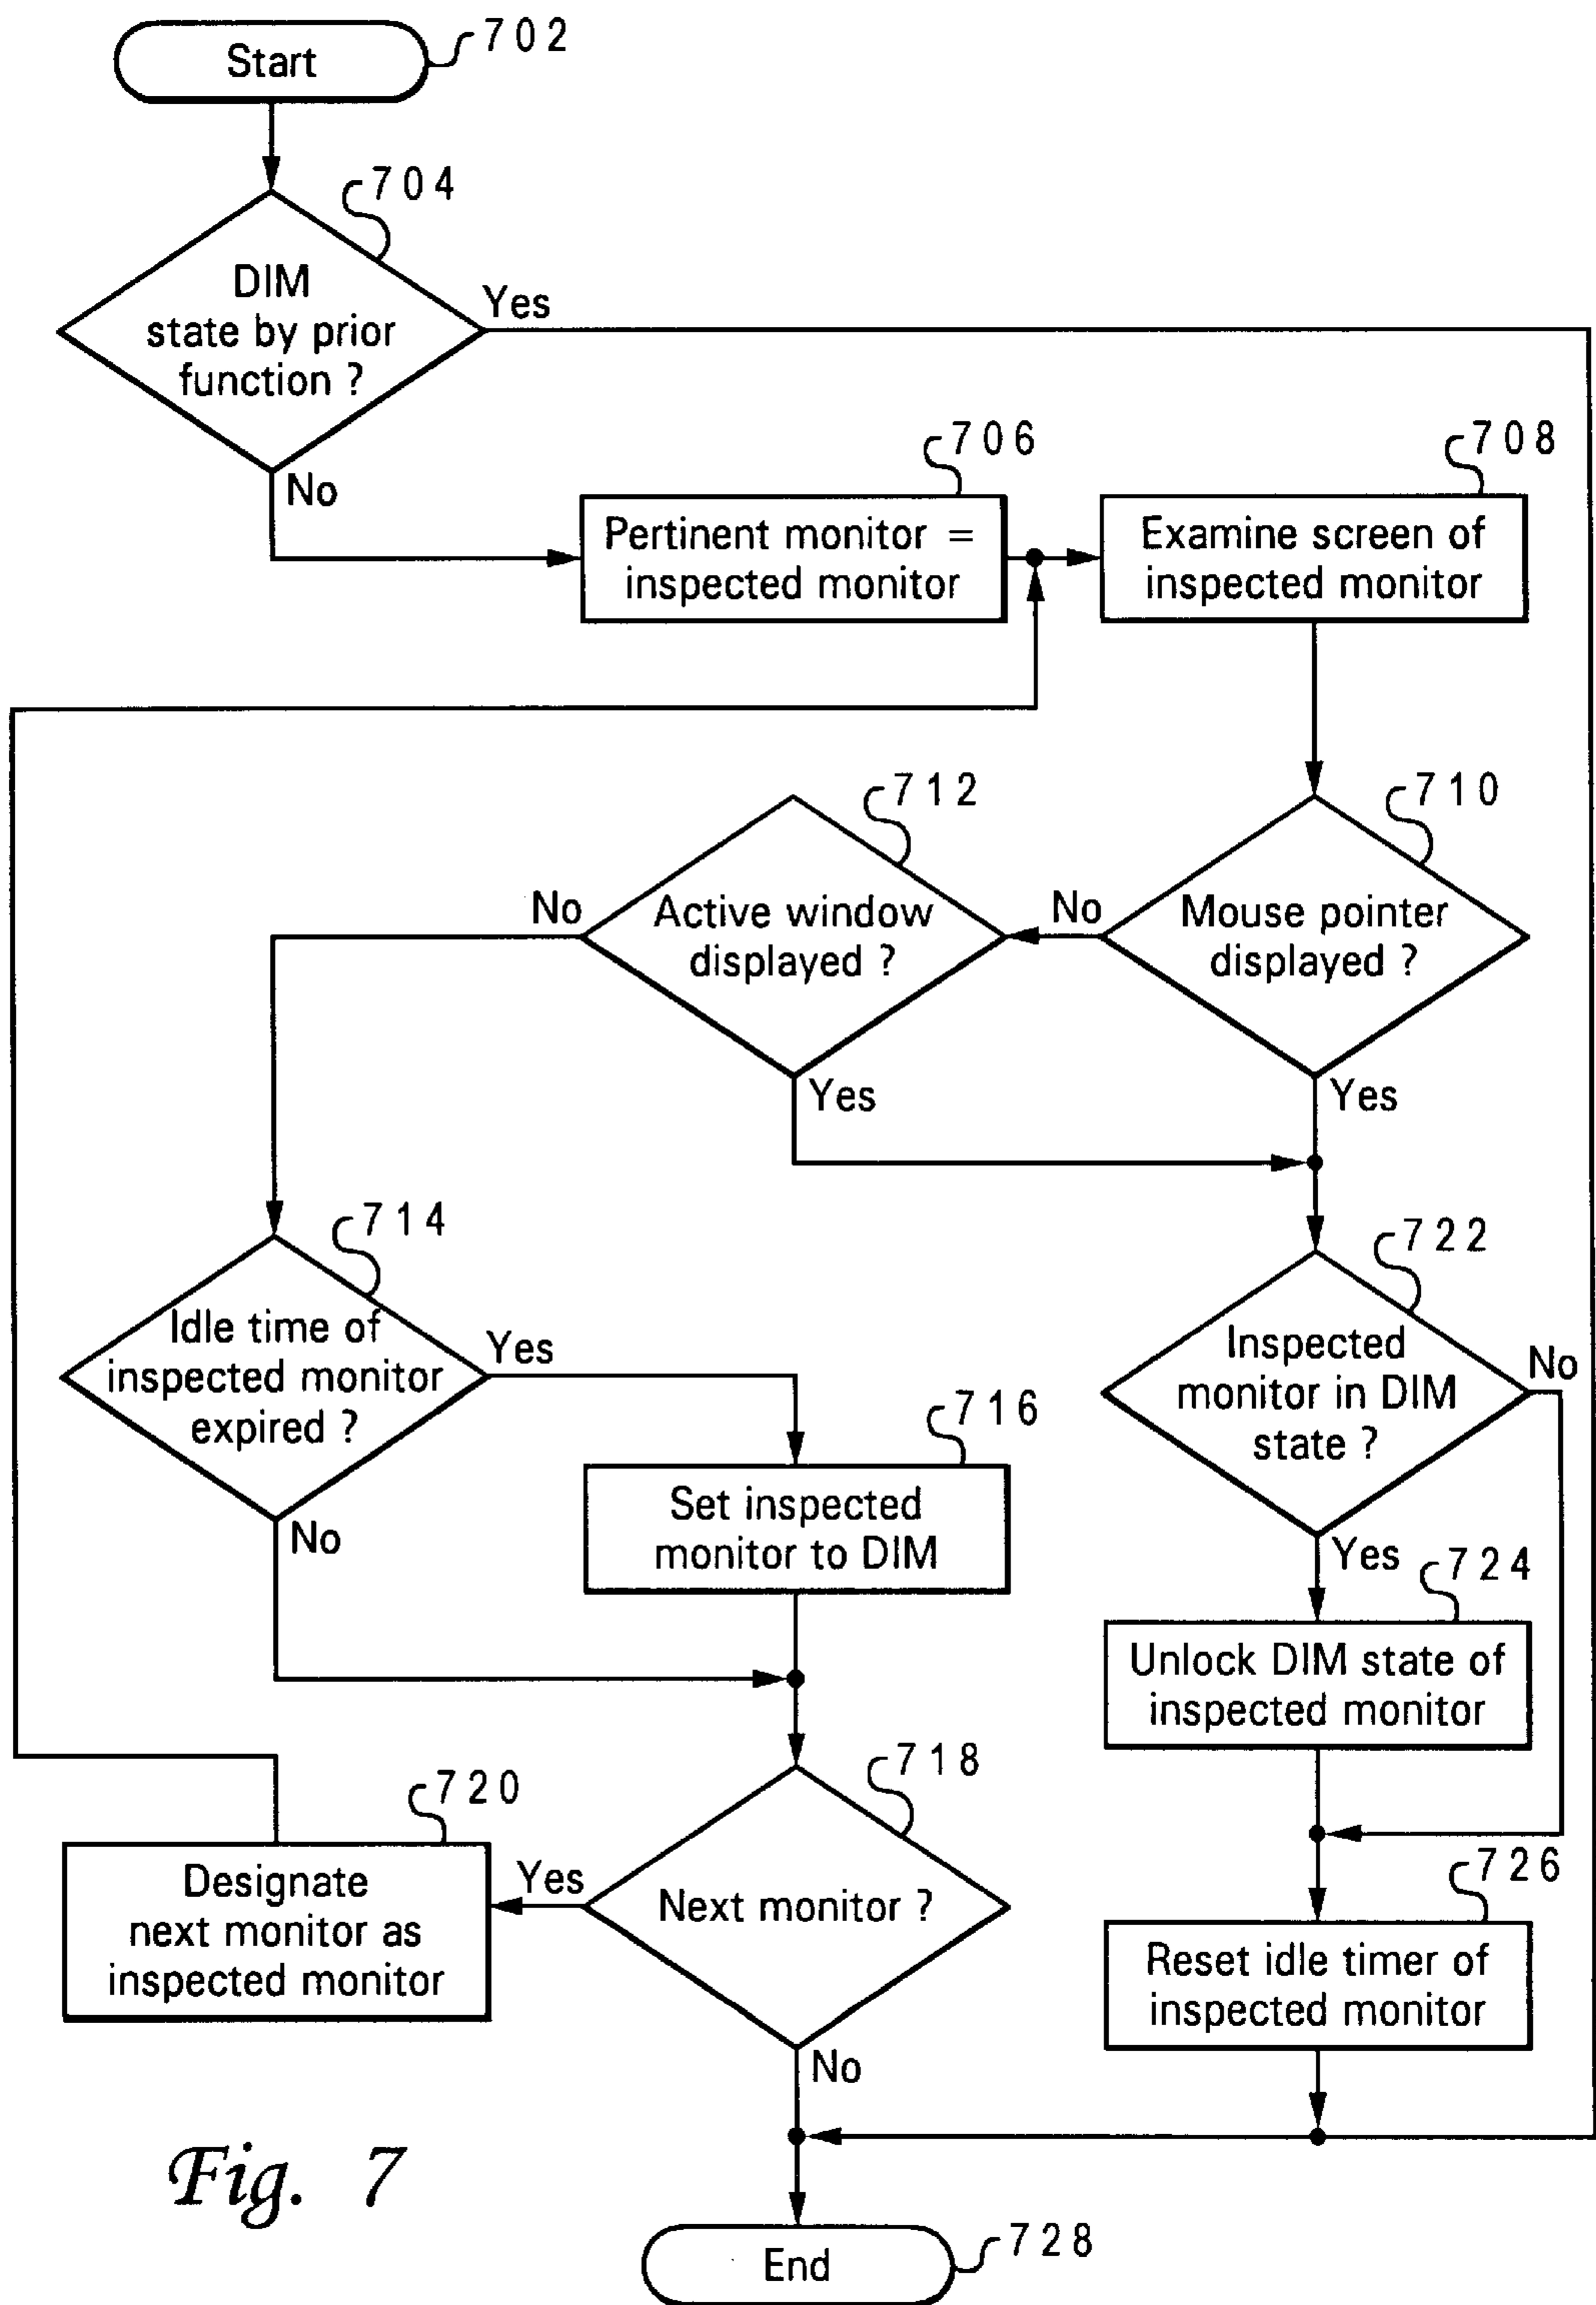 Start
702
704
DIM
state by prior
function ?
Yes
No
706
Pertinent monitor =
inspected monitor
708
Examine screen of
inspected monitor
710
Mouse pointer
displayed ?
No
Yes
712
Active window
displayed ?
No
Yes
714
Idle time of
inspected monitor
expired ?
Yes
No
716
Set inspected
monitor to DIM
718
Next monitor ?
Yes
No
720
Designate
next monitor as
inspected monitor
722
Inspected
monitor in DIM
state ?
No
Yes
724
Unlock DIM state of
inspected monitor
726
Reset idle timer of
inspected monitor
Fig. 7
End
728